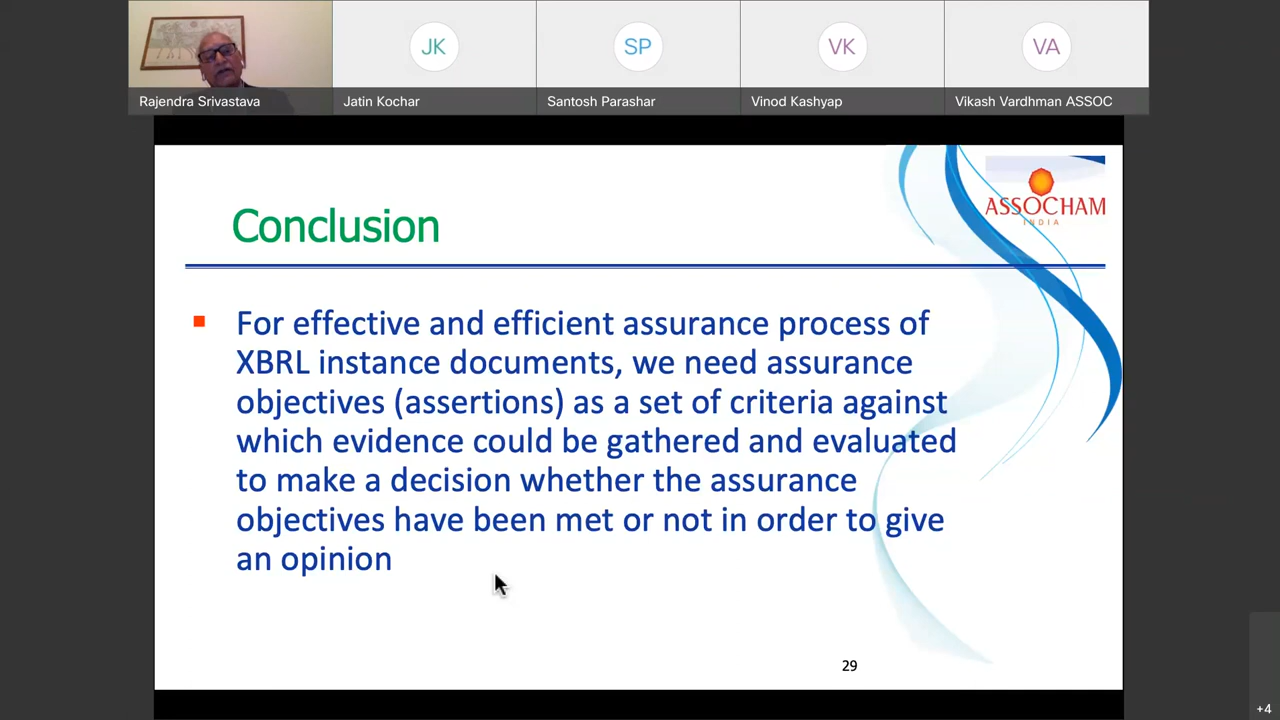 JK
SP
VK
VA
Rajendra Srivastava
Jatin Kochar
Santosh Parashar
Vinod Kashyap
Vikash Vardhman ASSOC
ASSOCHAM
INDIA
Conclusion
For effective and efficient assurance process of
XBRL instance documents, we need assurance
objectives (assertions) as a set of criteria against
which evidence could be gathered and evaluated
to make a decision whether the assurance
objectives have been met or not in order to give
an opinion
29
+4